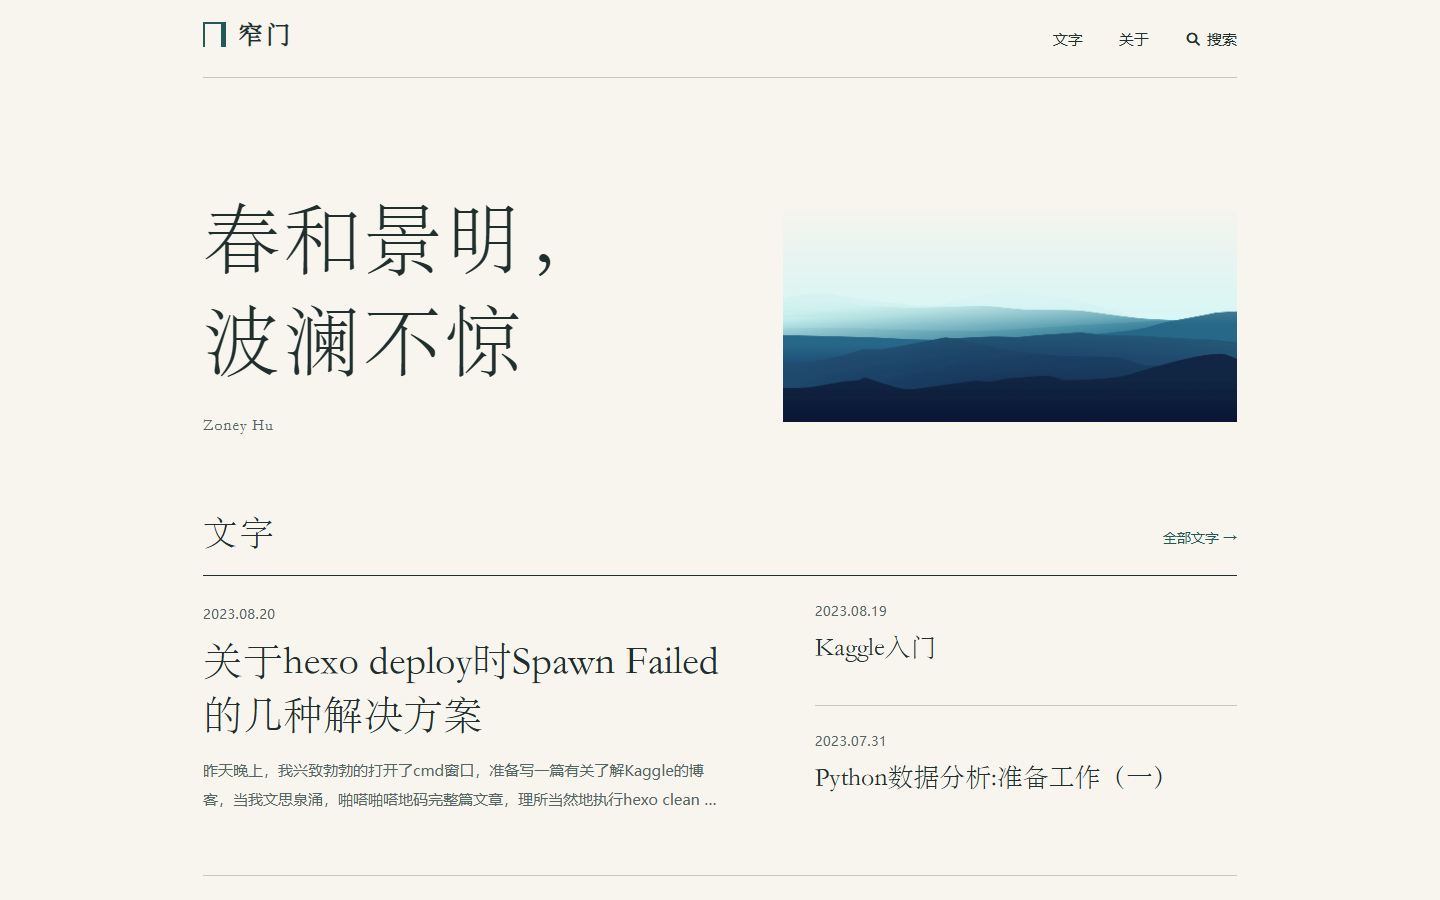 窄门
文字 关于 搜索
春和景明，
波澜不惊
Zoney Hu
文字
全部文字 →
2023.08.20
关于hexo deploy时Spawn Failed
的几种解决方案
昨天晚上，我兴致勃勃的打开了cmd窗口，准备写一篇有关了解Kaggle的博
客，当我文思泉涌，啪嗒啪嗒地码完整篇文章，理所当然地执行hexo clean ...
2023.08.19
Kaggle入门
2023.07.31
Python数据分析:准备工作（一）